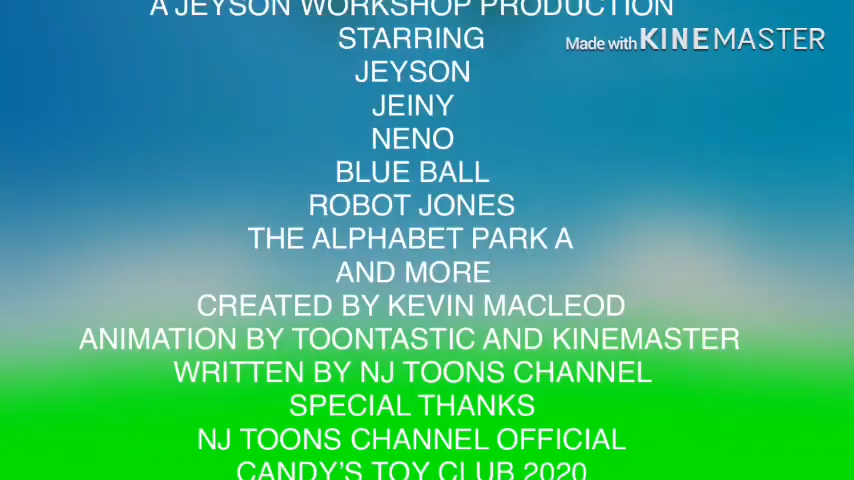 A JEYSON WORKSHOP PRODUCTION
STARRING
Made with KINEMASTER
JEYSON
JEINY
NENO
BLUE BALL
ROBOT JONES
THE ALPHABET PARK A
AND MORE
CREATED BY KEVIN MACLEOD
ANIMATION BY TOONTASTIC AND KINEMASTER
WRITTEN BY NJ TOONS CHANNEL
SPECIAL THANKS
NJ TOONS CHANNEL OFFICIAL
CANDY'S TOY CLUB 2020